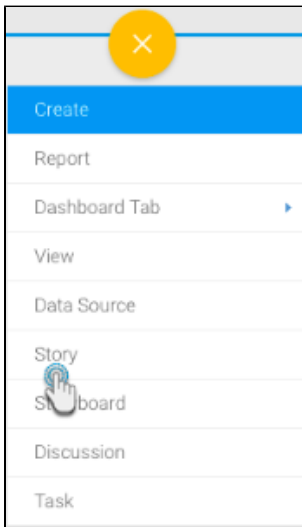 Create
Report
Dashboard Tab
View
Data Source
Story
Discussion
Task